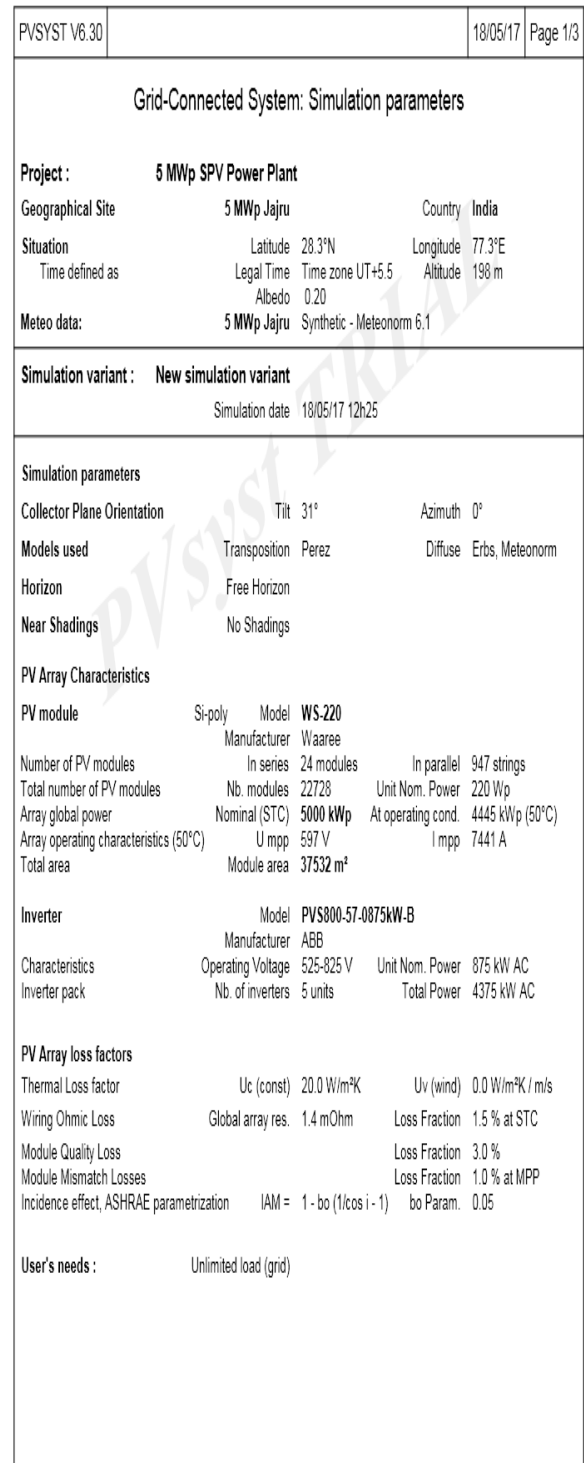 PVSYST V6.30 18/05/17 Page 1/3
Grid-Connected System: Simulation parameters
Project : 5 MWp SPV Power Plant
Geographical Site 5 MWp Jajru Country India
Situation Latitude 28.3°N Longitude 77.3°E
Time defined as Legal Time Time zone UT+5.5 Altitude 198 m
Albedo 0.20
Meteo data: 5 MWp Jajru Synthetic - Meteonorm 6.1
Simulation variant : New simulation variant
Simulation date 18/05/17 12h25
PVsyst TRIAL
Simulation parameters
Collector Plane Orientation Tilt 31° Azimuth 0°
Models used Transposition Perez Diffuse Erbs, Meteonorm
Horizon Free Horizon
Near Shadings No Shadings
PV Array Characteristics
PV module Si-poly Model WS-220
Manufacturer Waaree
Number of PV modules In series 24 modules In parallel 947 strings
Total number of PV modules Nb. modules 22728 Unit Nom. Power 220 Wp
Array global power Nominal (STC) 5000 kWp At operating cond. 4445 kWp (50°C)
Array operating characteristics (50°C) U mpp 597 V I mpp 7441 A
Total area Module area 37532 m²
Inverter Model PVS800-57-0875kW-B
Manufacturer ABB
Characteristics Operating Voltage 525-825 V Unit Nom. Power 875 kW AC
Inverter pack Nb. of inverters 5 units Total Power 4375 kW AC
PV Array loss factors
Thermal Loss factor Uc (const) 20.0 W/m²K Uv (wind) 0.0 W/m²K / m/s
Wiring Ohmic Loss Global array res. 1.4 mOhm Loss Fraction 1.5 % at STC
Module Quality Loss Loss Fraction 3.0 %
Module Mismatch Losses Loss Fraction 1.0 % at MPP
Incidence effect, ASHRAE parametrization IAM = 1 - bo (1/cos i - 1) bo Param. 0.05
User's needs : Unlimited load (grid)